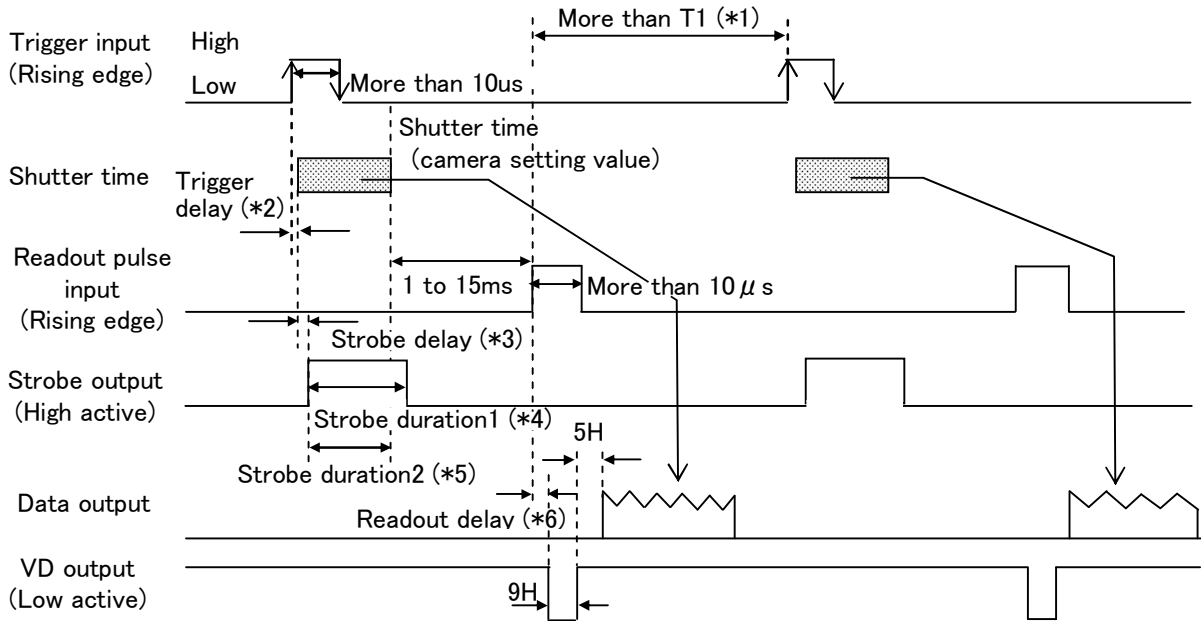 More than T1 (*1)
Trigger input
(Rising edge)
High
Low
More than 10us
Shutter time
(camera setting value)
Shutter time
Trigger
delay (*2)
Readout pulse
input
(Rising edge)
1 to 15ms
More than 10μs
Strobe delay (*3)
Strobe output
(High active)
Strobe duration1 (*4)
5H
Strobe duration2 (*5)
Data output
Readout delay (*6)
VD output
(Low active)
9H